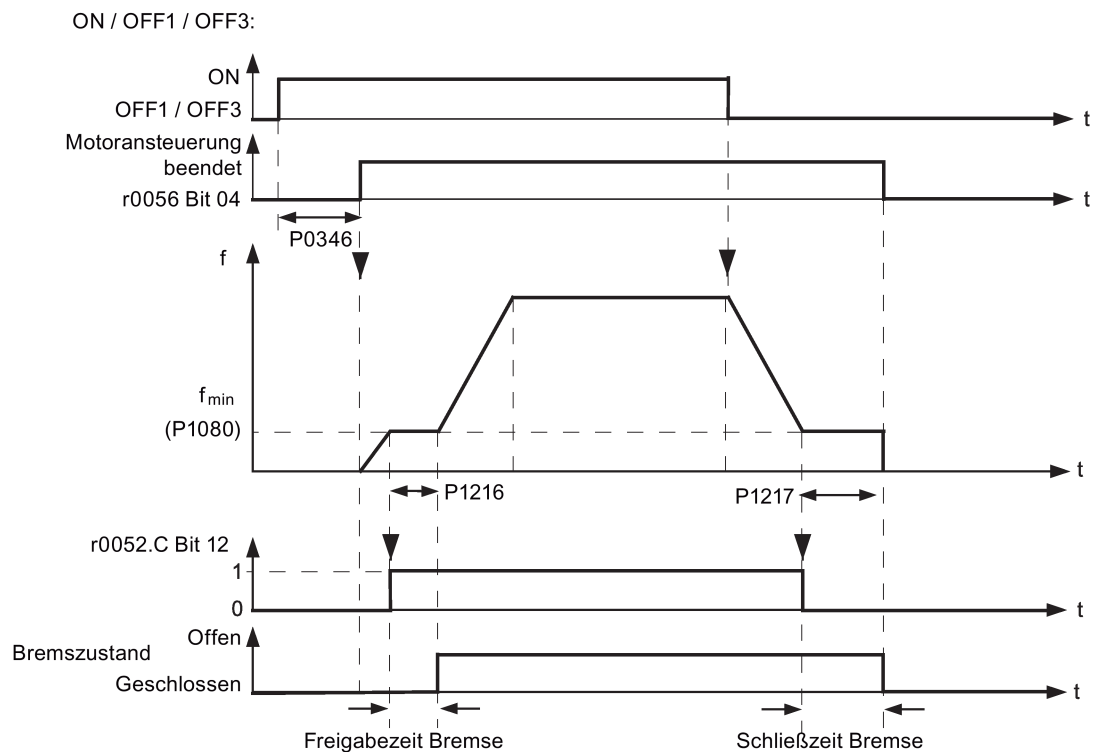 ON / OFF1 / OFF3:
ON
OFF1 / OFF3
t
Motoransteuerung
beendet
r0056 Bit 04
t
P0346
f
fmin
(P1080)
t
P1216
P1217
r0052.C Bit 12
1
0
t
Offen
Bremszustand
Geschlossen
t
Freigabezeit Bremse
Schließzeit Bremse